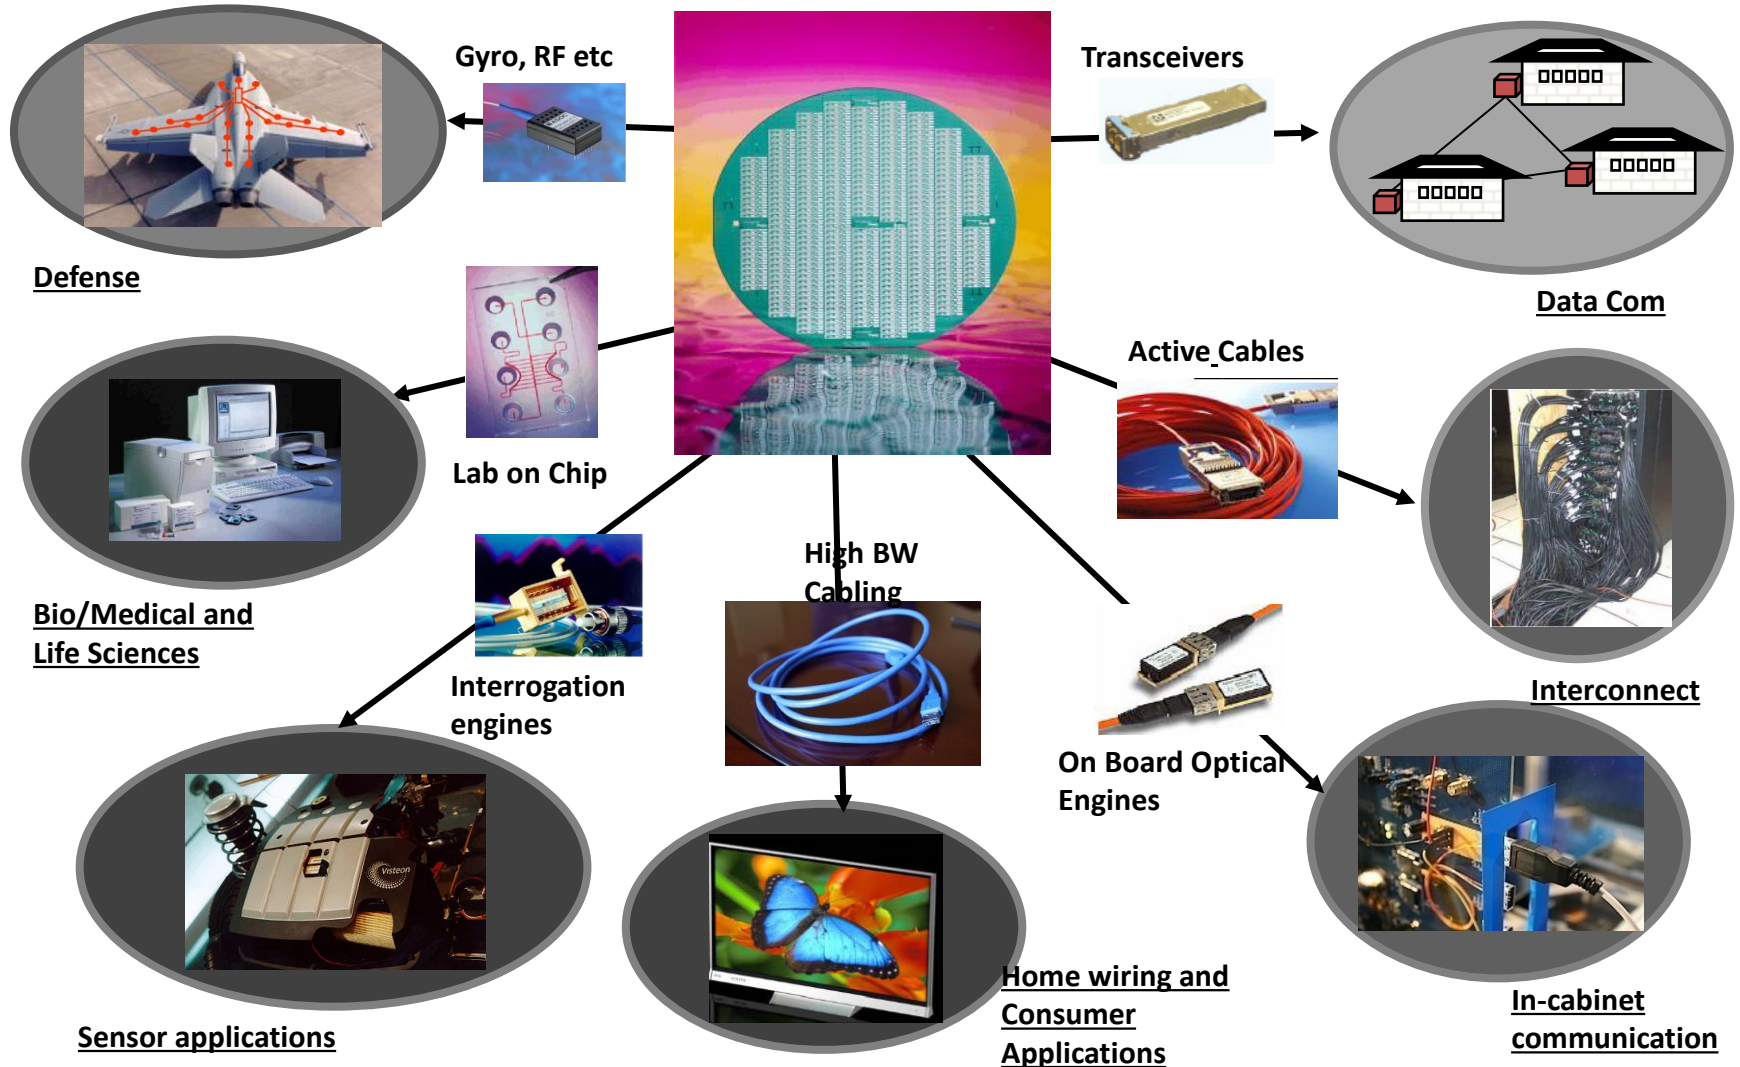 Gyro, RF etc
Transceivers
Defense
Data Com
Active Cables
Lab on Chip
High BW
Cabling
Bio/Medical and
Life Sciences
Interrogation
engines
Interconnect
On Board Optical
Engines
Visteon
Home wiring and
Consumer
Applications
In-cabinet
communication
Sensor applications